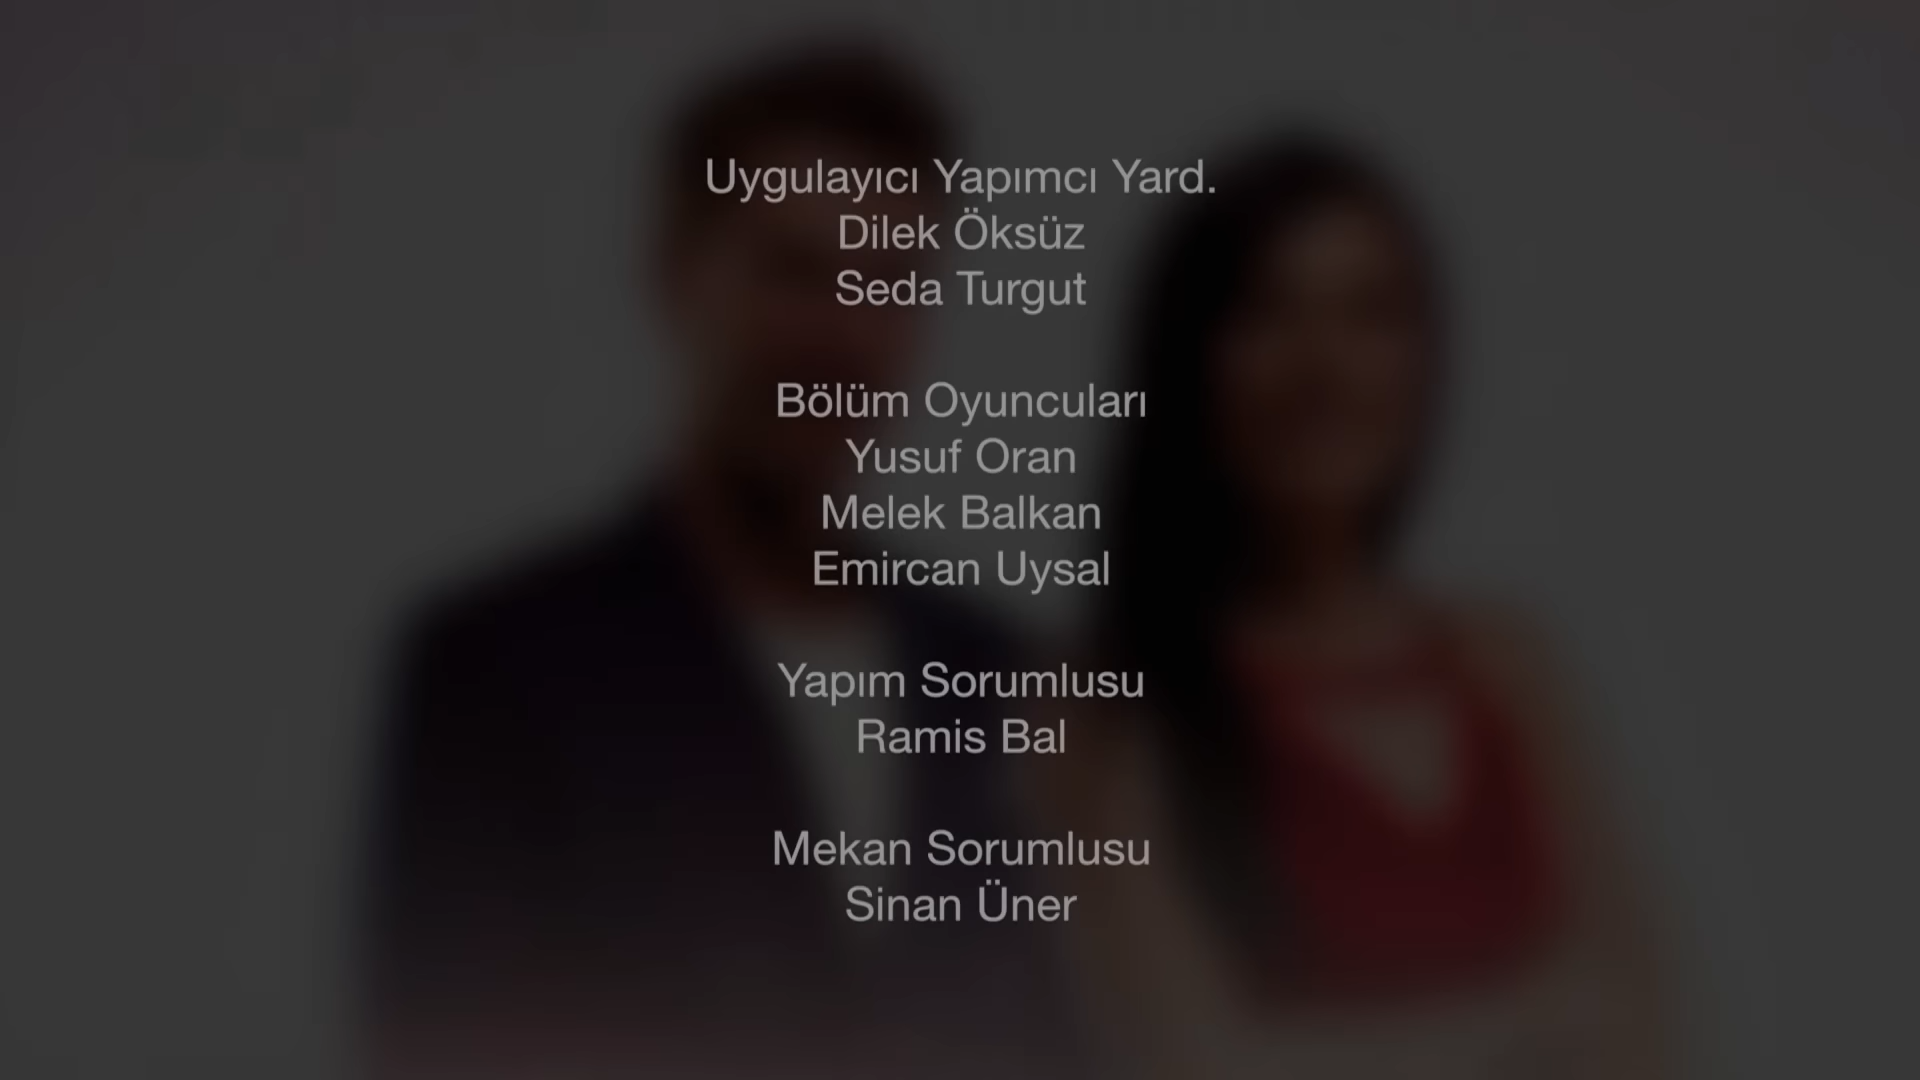 Uygulayıcı Yapımcı Yard.
Dilek Öksüz
Seda Turgut
Bölüm Oyuncuları
Yusuf Oran
Melek Balkan
Emircan Uysal
Yapım Sorumlusu
Ramis Bal
Mekan Sorumlusu
Sinan Üner